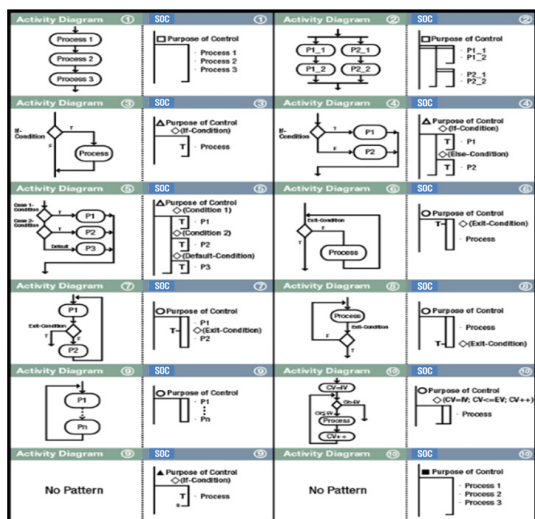 Activity Diagram ①
SOC ①
Activity Diagram ②
SOC ②
Process 1
Process 2
Process 3
Purpose of Control
· Process 1
· Process 2
· Process 3
P1_1
P2_1
P1_2
P2_2
Purpose of Control
· P1_1
· P1_2
· P2_1
· P2_2
Activity Diagram ③
SOC ③
Activity Diagram ④
SOC ④
If-
Condition
T
F
Process
Purpose of Control
(If-Condition)
T · Process
If-
Condition
T
P1
F
P2
Purpose of Control
(If-Condition)
T · P1
(Else-Condition)
T · P2
Activity Diagram ⑤
SOC ⑤
Activity Diagram ⑥
SOC ⑥
Case 1-
Condition
T
P1
Case 2-
Condition
T
P2
Default
P3
Purpose of Control
(Condition 1)
T · P1
(Condition 2)
T · P2
(Default-Condition)
T · P3
Exit-Condition
T
F
Process
Purpose of Control
T (Exit-Condition)
· Process
Activity Diagram ⑦
SOC ⑦
Activity Diagram ⑧
SOC ⑧
P1
Exit-Condition
T
F
P2
Purpose of Control
· P1
T (Exit-Condition)
· P2
Process
Exit-Condition
F
T
Purpose of Control
· Process
T (Exit-Condition)
Activity Diagram ⑨
SOC ⑨
Activity Diagram ⑩
SOC ⑩
P1
Pn
Purpose of Control
· P1
· Pn
CV=IV
Process
CV++
Purpose of Control
(CV=IV; CV<=EV; CV++)
· Process
Activity Diagram ⑨
SOC ⑨
Activity Diagram ⑩
SOC ⑩
No Pattern
Purpose of Control
(If-Condition)
T · Process
No Pattern
Purpose of Control
· Process 1
· Process 2
· Process 3